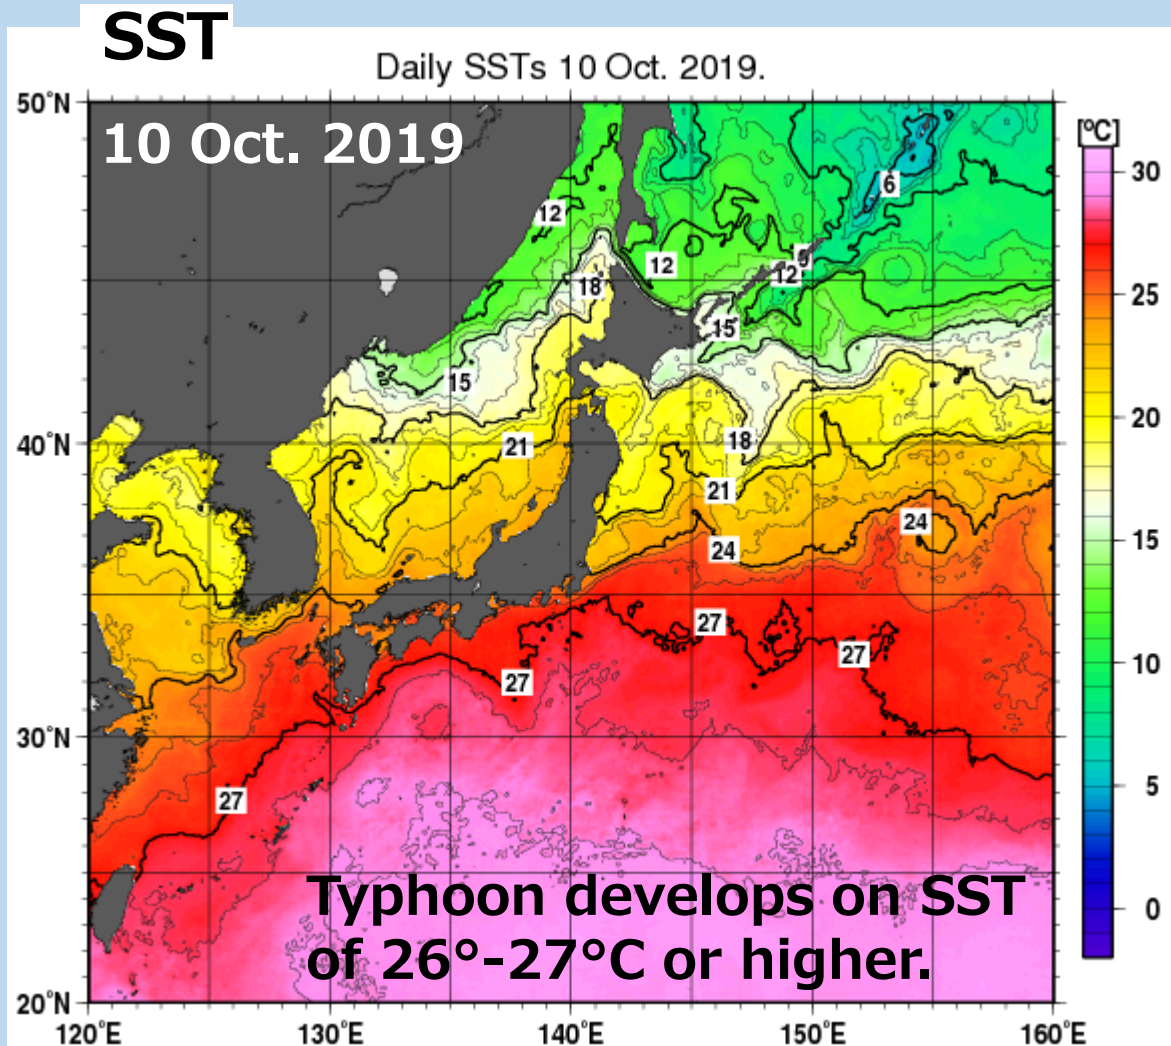 SST
Daily SSTs 10 Oct. 2019.
50°N
10 Oct. 2019
[°C]
30
6
12
9
12
12
18
25
15
15
20
40°N
21
18
21
24
24
15
27
27
27
10
30°N
27
5
Typhoon develops on SST
0
of 26°-27°C or higher.
20°N
120°E
130°E
140°E
150°E
160°E